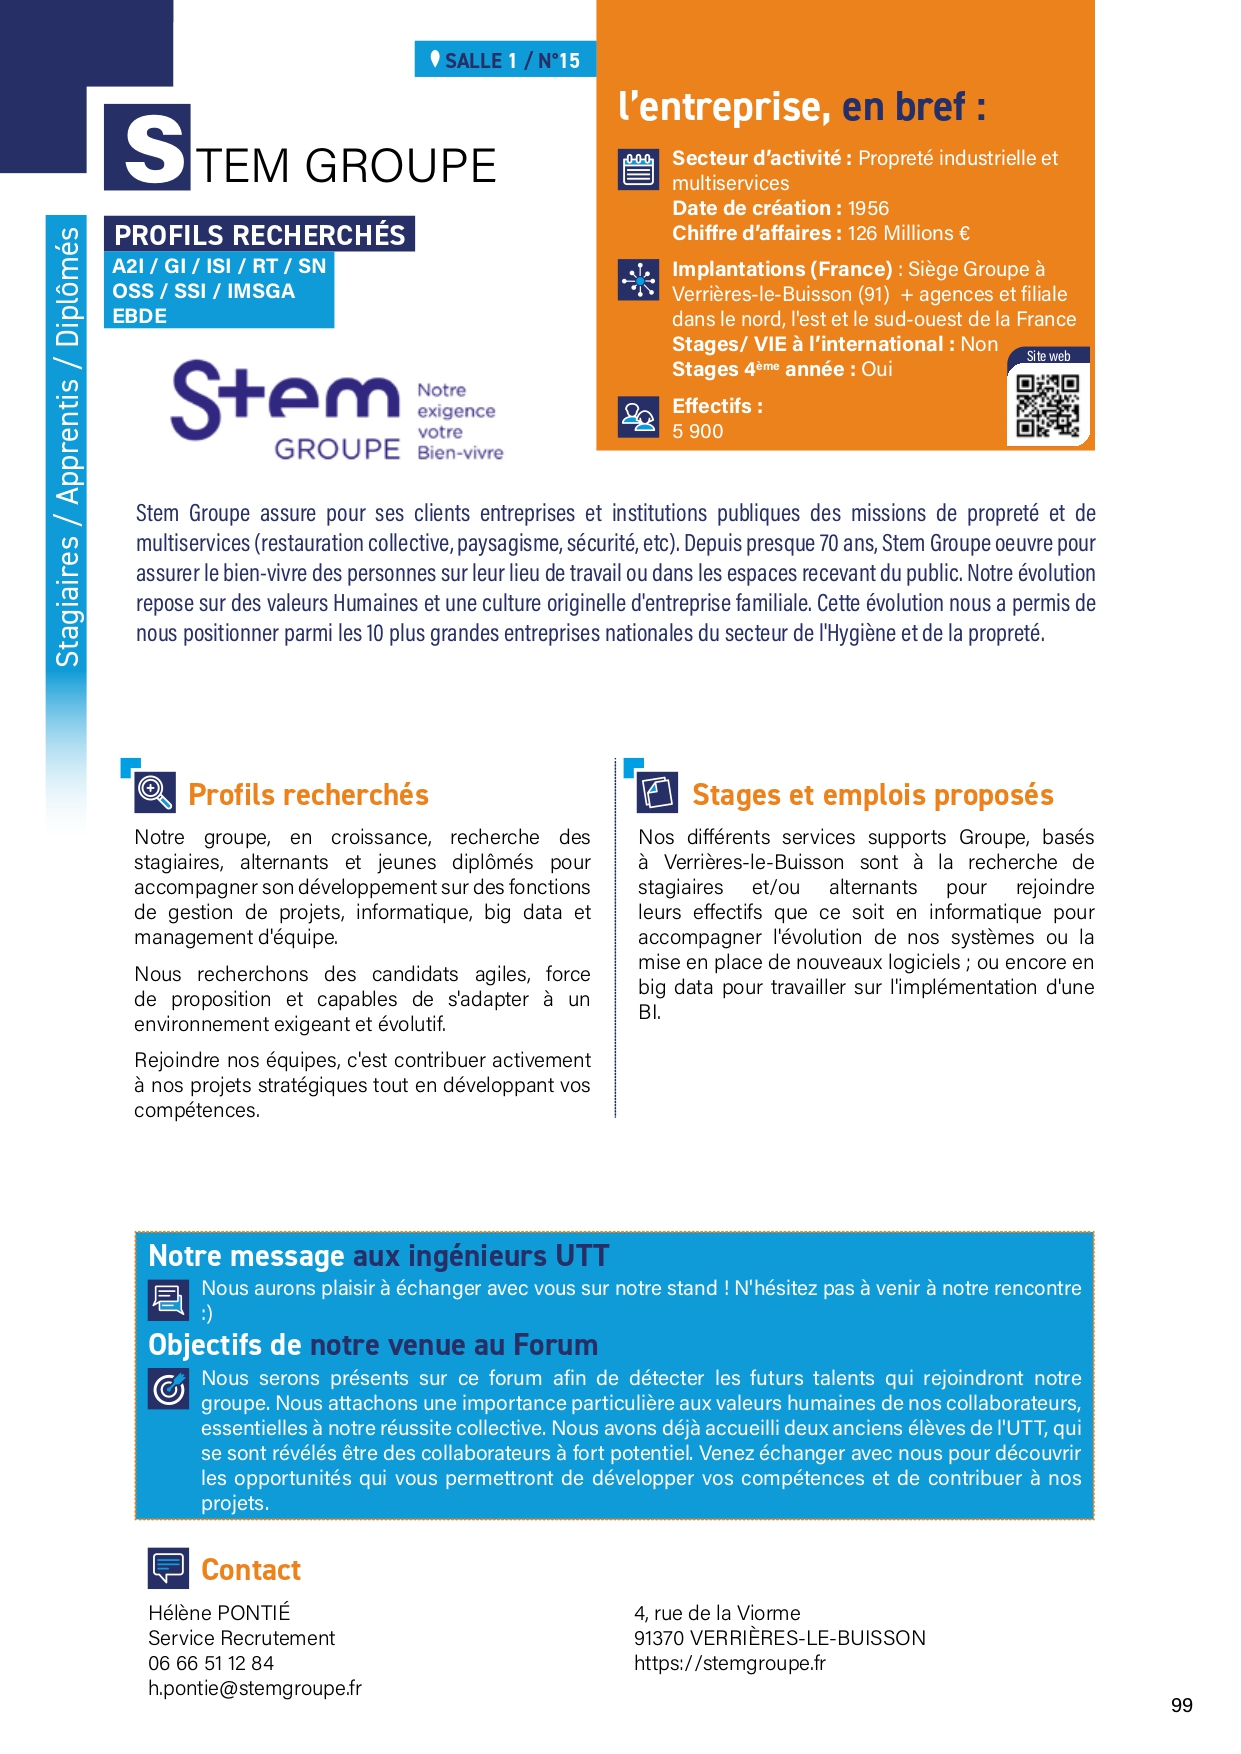 SALLE 1 / N°15
STEM GROUPE
PROFILS RECHERCHÉS
A2I / GI / ISI / RT / SN
OSS / SSI / IMSGA
EBDE
Stagiaires / Apprentis / Diplômés
Stem
GROUPE
Notre
exigence
votre
Bien-vivre
l'entreprise, en bref :
Secteur d'activité : Propreté industrielle et
multiservices
Date de création : 1956
Chiffre d'affaires : 126 Millions €
Implantations (France) : Siège Groupe à
Verrières-le-Buisson (91) + agences et filiale
dans le nord, l'est et le sud-ouest de la France
Stages/ VIE à l'international : Non
Stages 4ème année : Oui
Site web
Effectifs :
5 900
Stem Groupe assure pour ses clients entreprises et institutions publiques des missions de propreté et de
multiservices (restauration collective, paysagisme, sécurité, etc). Depuis presque 70 ans, Stem Groupe oeuvre pour
assurer le bien-vivre des personnes sur leur lieu de travail ou dans les espaces recevant du public. Notre évolution
repose sur des valeurs Humaines et une culture originelle d'entreprise familiale. Cette évolution nous a permis de
nous positionner parmi les 10 plus grandes entreprises nationales du secteur de l'Hygiène et de la propreté.
Profils recherchés
Notre groupe, en croissance, recherche des
stagiaires, alternants et jeunes diplômés pour
accompagner son développement sur des fonctions
de gestion de projets, informatique, big data et
management d'équipe.
Nous recherchons des candidats agiles, force
de proposition et capables de s'adapter à un
environnement exigeant et évolutif.
Rejoindre nos équipes, c'est contribuer activement
à nos projets stratégiques tout en développant vos
compétences.
Stages et emplois proposés
Nos différents services supports Groupe, basés
à Verrières-le-Buisson sont à la recherche de
stagiaires et/ou alternants pour rejoindre
leurs effectifs que ce soit en informatique pour
accompagner l'évolution de nos systèmes ou la
mise en place de nouveaux logiciels ; ou encore en
big data pour travailler sur l'implémentation d'une
BI.
Notre message aux ingénieurs UTT
Nous aurons plaisir à échanger avec vous sur notre stand ! N'hésitez pas à venir à notre rencontre
:)
Objectifs de notre venue au Forum
Nous serons présents sur ce forum afin de détecter les futurs talents qui rejoindront notre
groupe. Nous attachons une importance particulière aux valeurs humaines de nos collaborateurs,
essentielles à notre réussite collective. Nous avons déjà accueilli deux anciens élèves de l'UTT, qui
se sont révélés être des collaborateurs à fort potentiel. Venez échanger avec nous pour découvrir
les opportunités qui vous permettront de développer vos compétences et de contribuer à nos
projets.
Contact
Hélène PONTIÉ
Service Recrutement
06 66 51 12 84
h.pontie@stemgroupe.fr
4, rue de la Viorme
91370 VERRIÈRES-LE-BUISSON
https://stemgroupe.fr
99